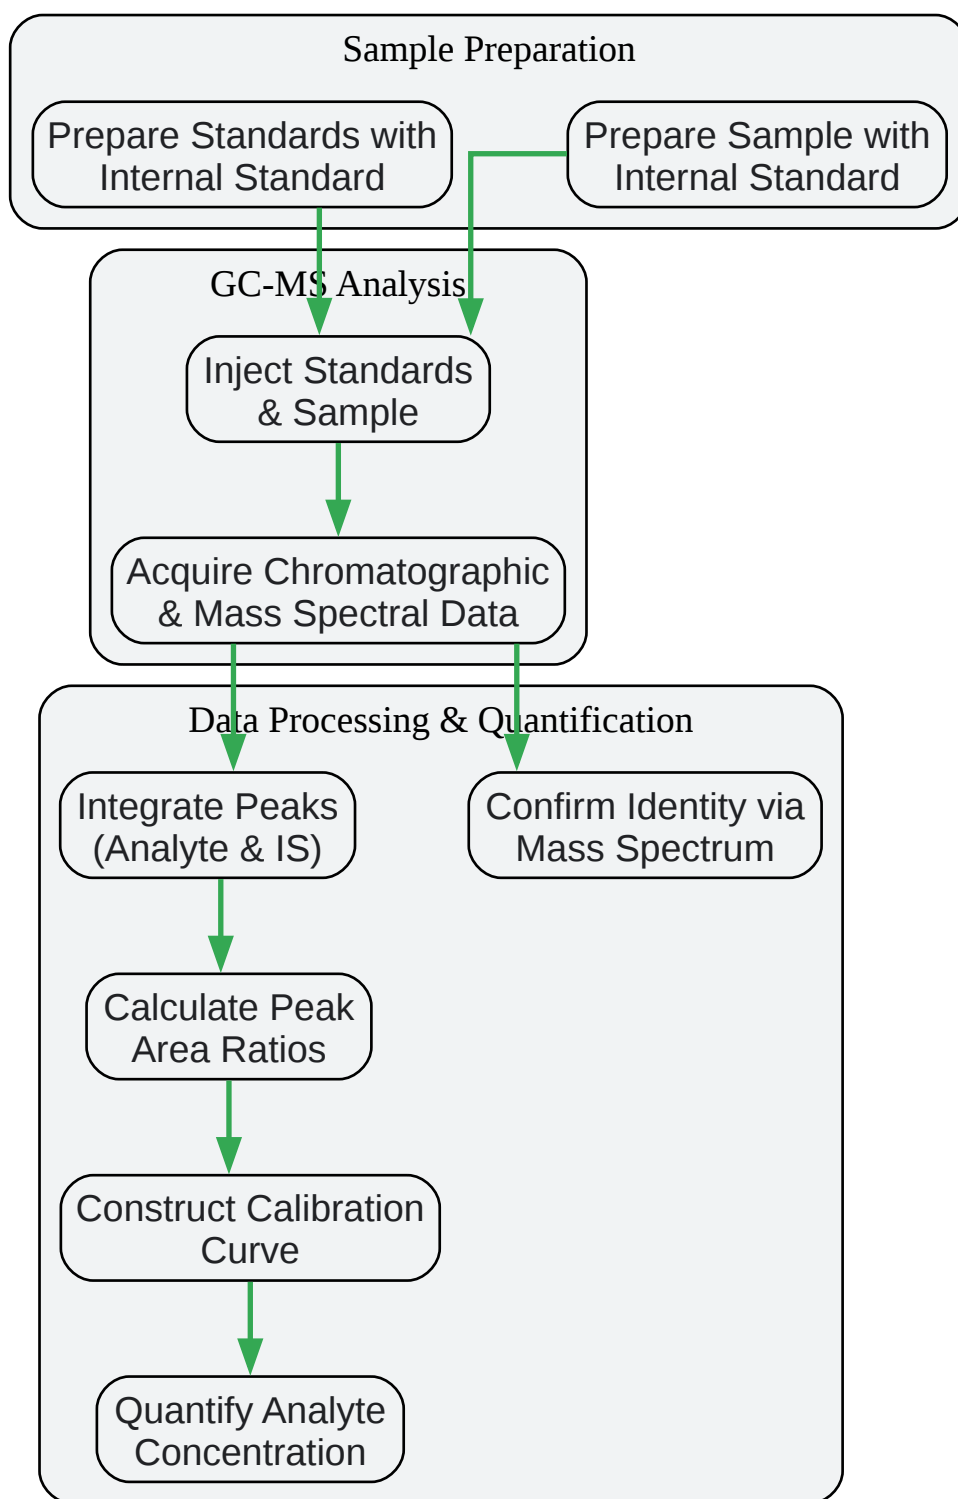 Sample Preparation
Prepare Standards with
Internal Standard
Prepare Sample with
Internal Standard
GC-MS Analysis
Inject Standards
& Sample
Acquire Chromatographic
& Mass Spectral Data
Data Processing & Quantification
Integrate Peaks
(Analyte & IS)
Confirm Identity via
Mass Spectrum
Calculate Peak
Area Ratios
Construct Calibration
Curve
Quantify Analyte
Concentration